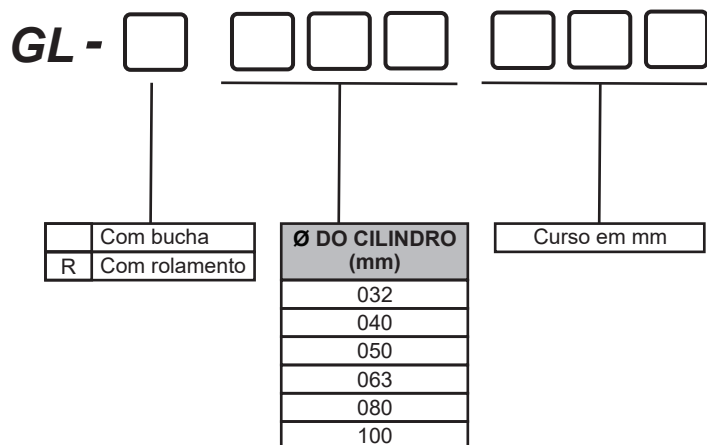 GL -
Com bucha
R Com rolamento
Ø DO CILINDRO
(mm)
032
040
050
063
080
100
Curso em mm